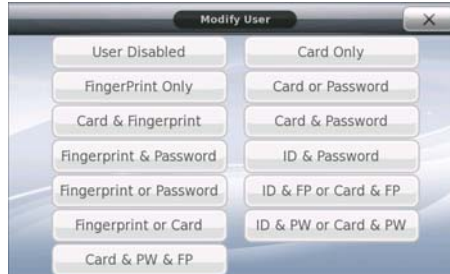 Modify User
User Disabled
Card Only
FingerPrint Only
Card or Password
Card & Fingerprint
Card & Password
Fingerprint & Password
ID & Password
Fingerprint or Password
ID & FP or Card & FP
Fingerprint or Card
ID & PW or Card & PW
Card & PW & FP